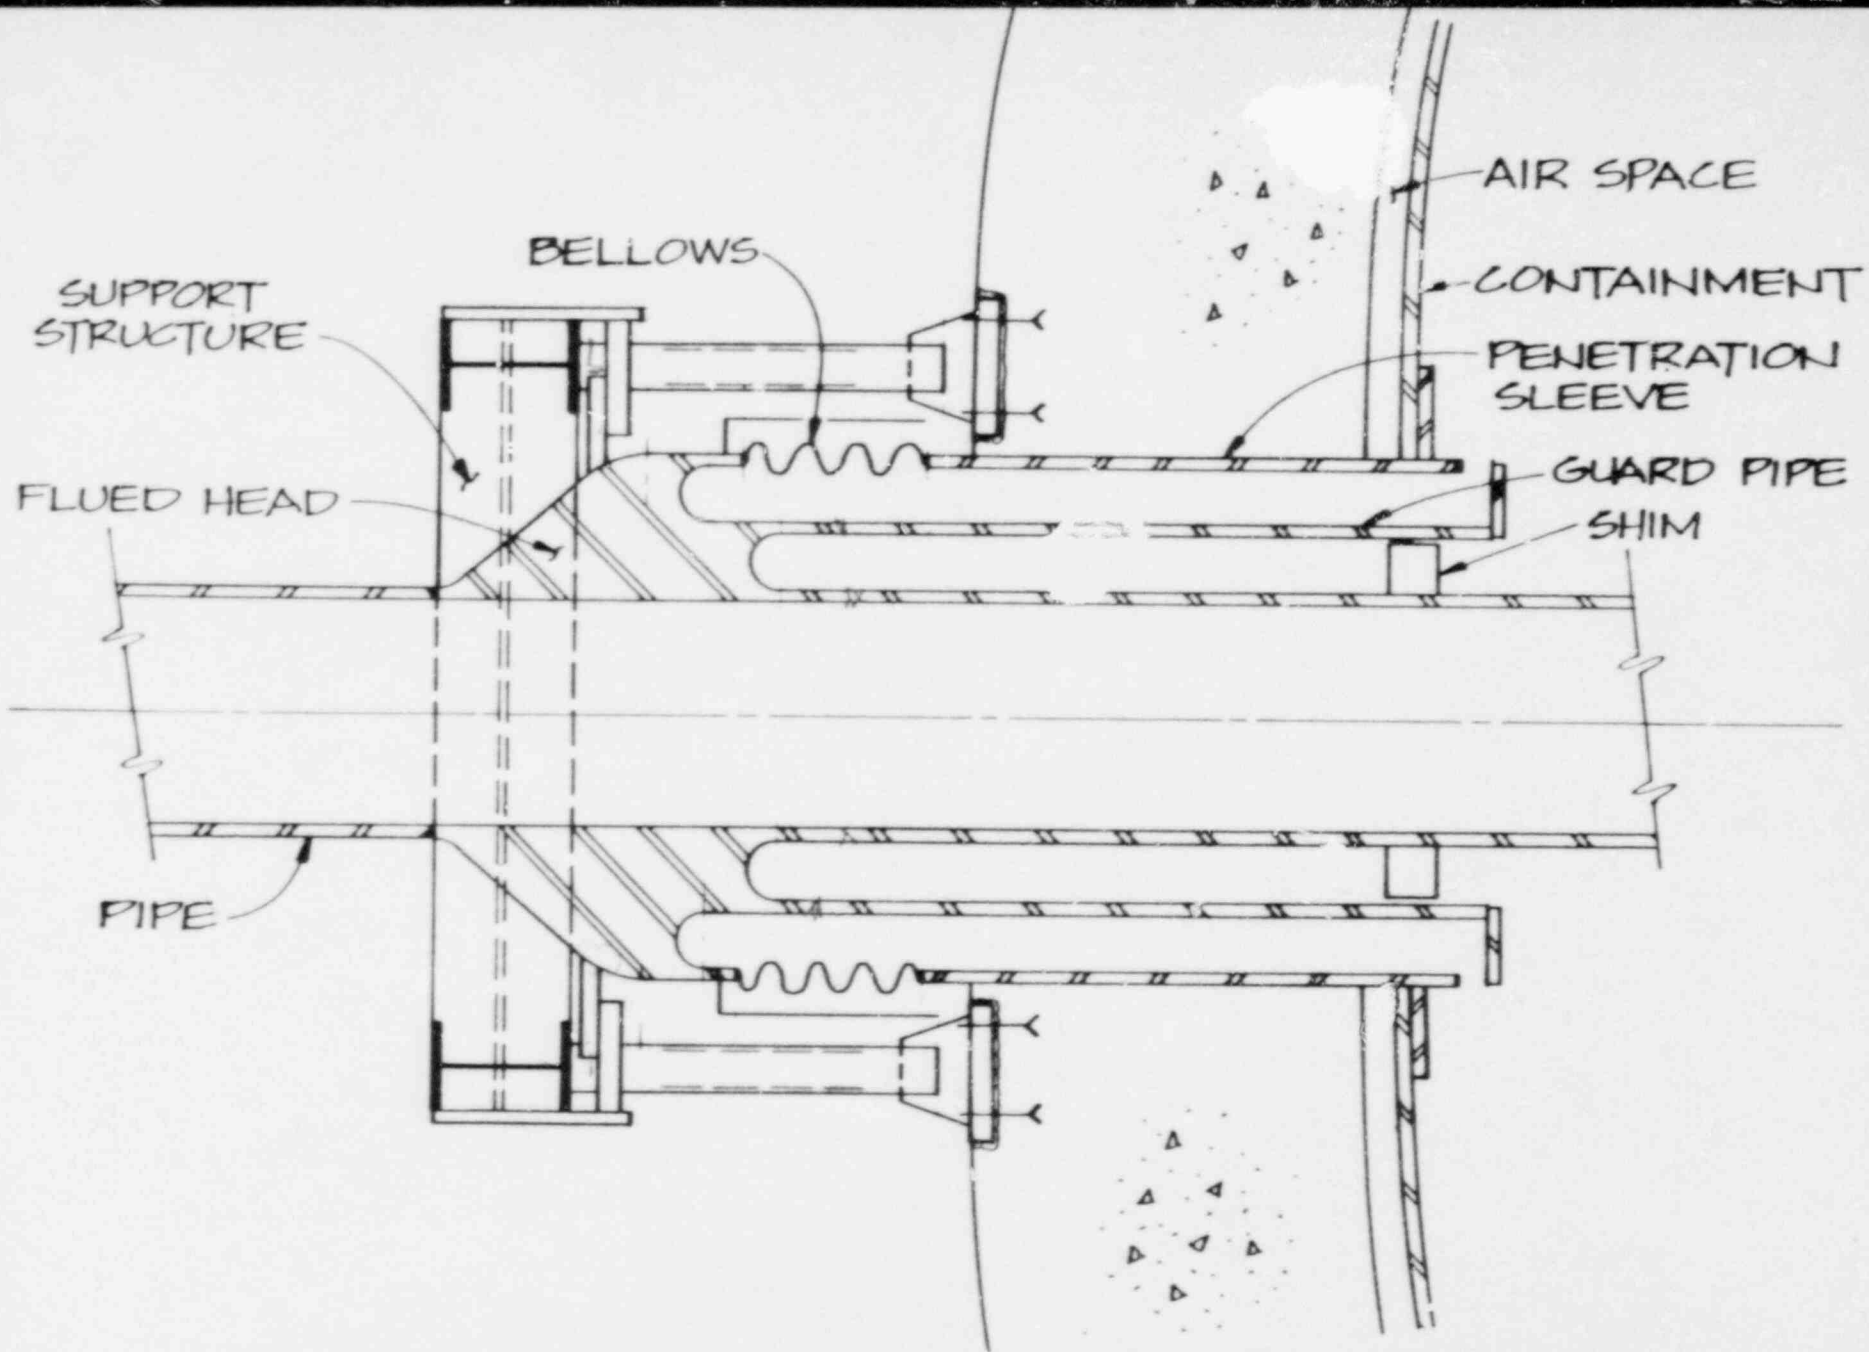 AIR SPACE
BELLOWS
CONTAINMENT
SUPPORT
STRUCTURE
PENETRATION
SLEEVE
GUARD PIPE
FLUED HEAD
SHIM
PIPE